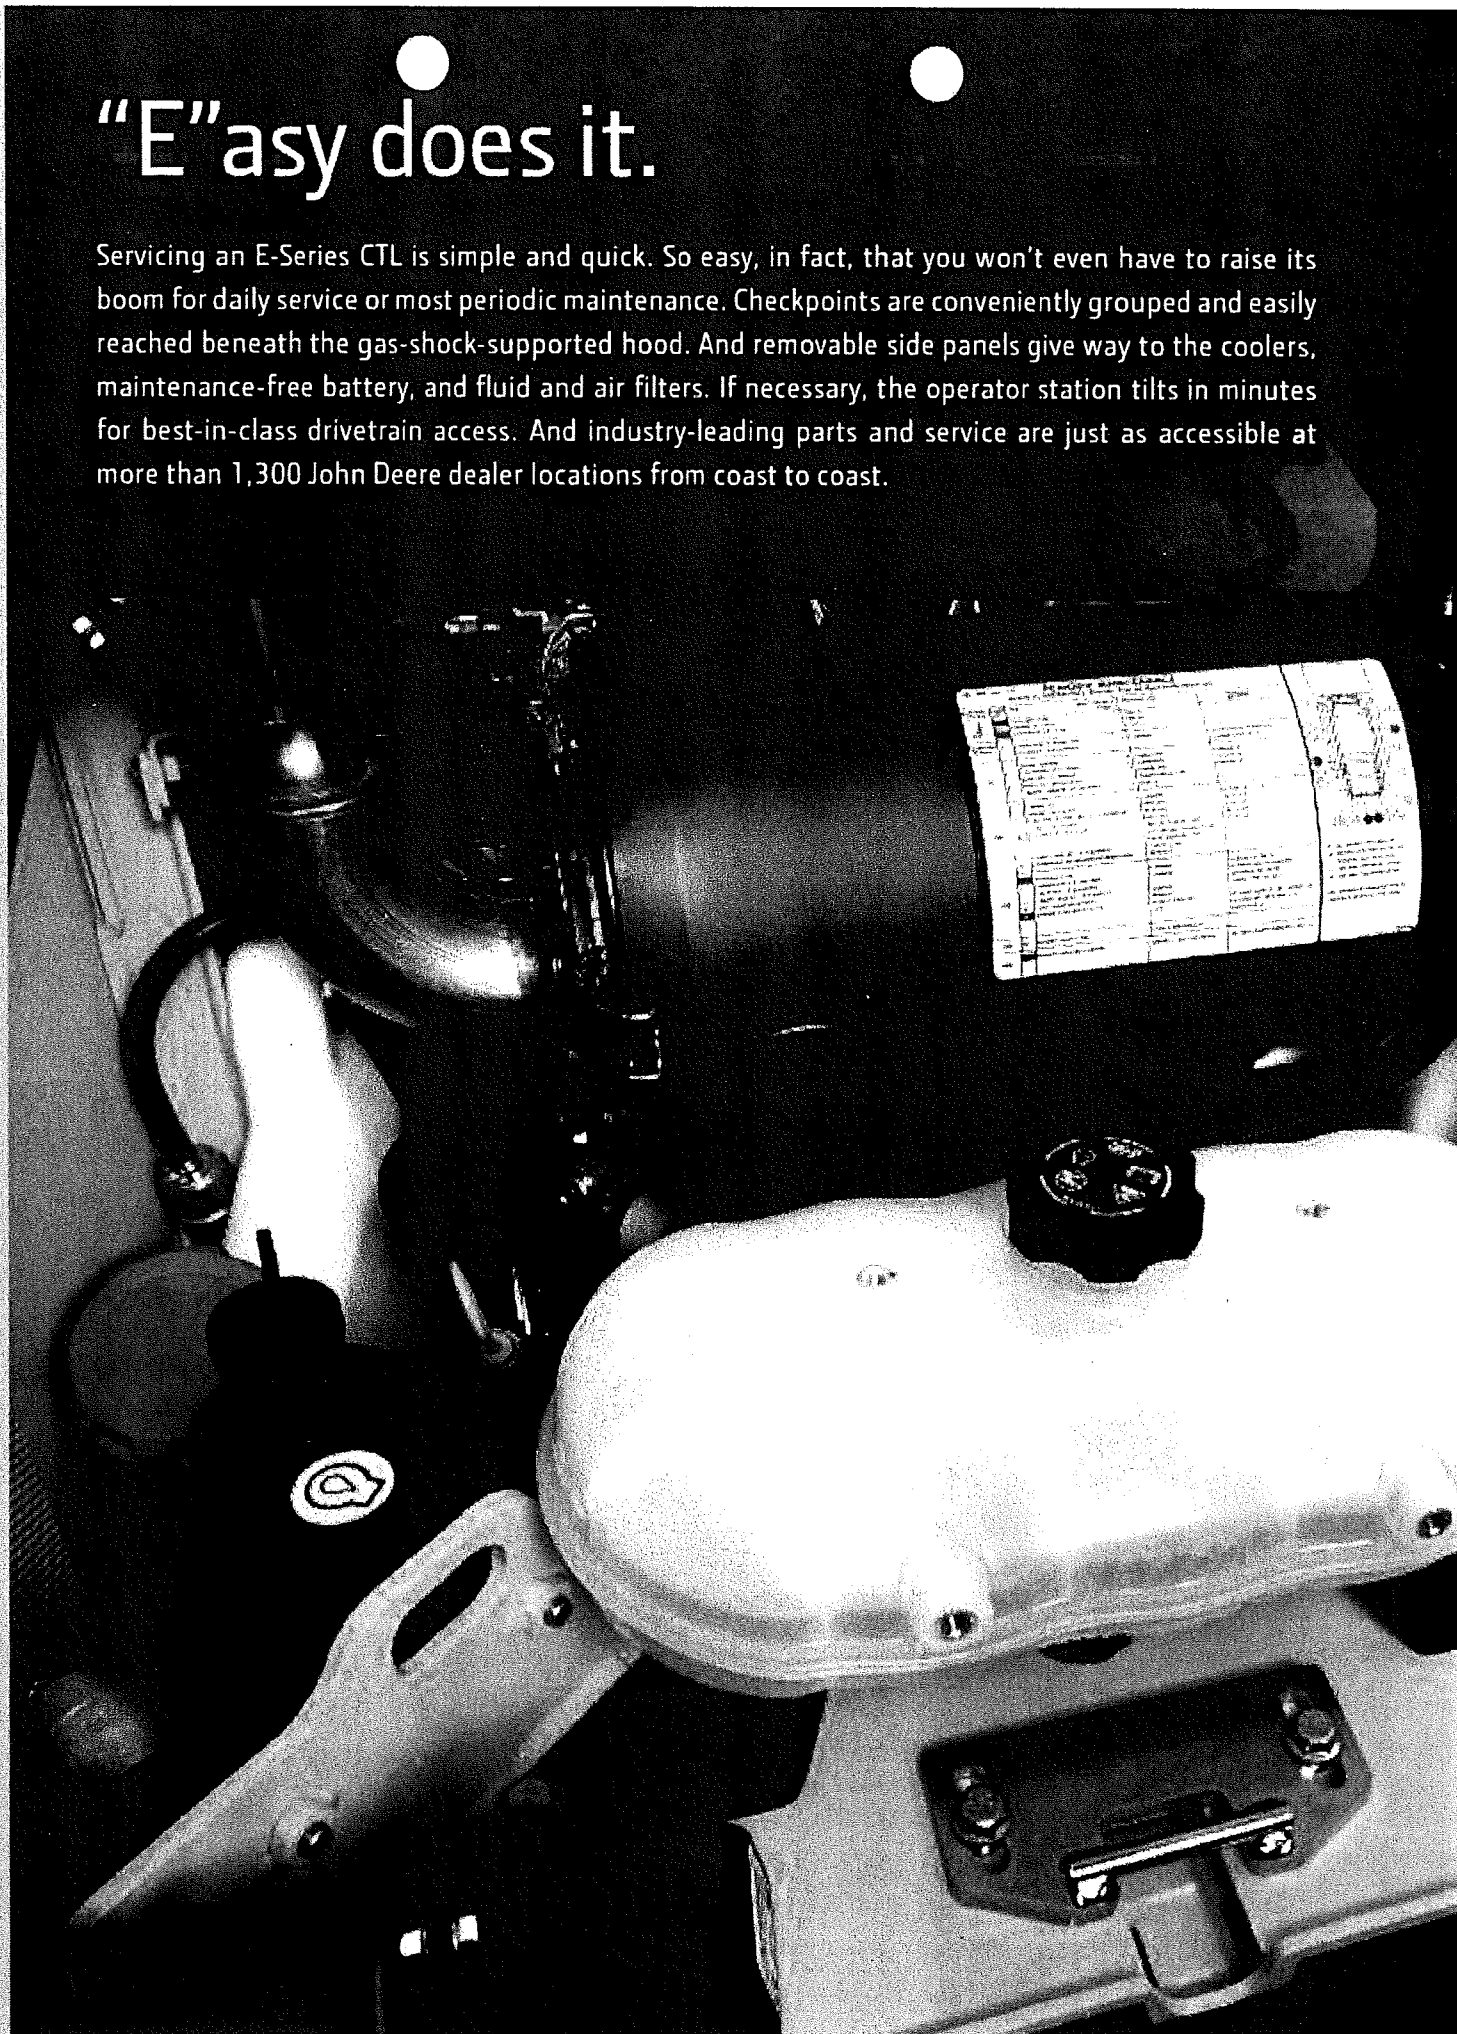 “E”asy does it.
Servicing an E-Series CTL is simple and quick. So easy, in fact, that you won't even have to raise its
boom for daily service or most periodic maintenance. Checkpoints are conveniently grouped and easily
reached beneath the gas-shock-supported hood. And removable side panels give way to the coolers,
maintenance-free battery, and fluid and air filters. If necessary, the operator station tilts in minutes
for best-in-class drivetrain access. And industry-leading parts and service are just as accessible at
more than 1,300 John Deere dealer locations from coast to coast.